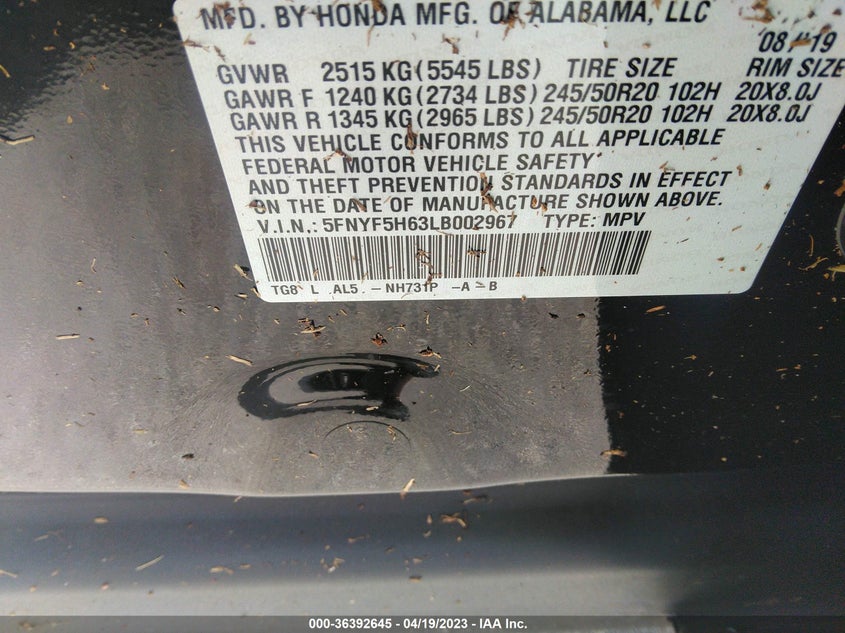 MFD. BY HONDA MFG. OF ALABAMA, LLC
08/19
GVWR 2515 KG (5545 LBS) TIRE SIZE RIM SIZE
GAWR F 1240 KG (2734 LBS) 245/50R20 102H 20X8.0J
GAWR R 1345 KG (2965 LBS) 245/50R20 102H 20X8.0J
THIS VEHICLE CONFORMS TO ALL APPLICABLE
FEDERAL MOTOR VEHICLE SAFETY
AND THEFT PREVENTION STANDARDS IN EFFECT
ON THE DATE OF MANUFACTURE SHOWN ABOVE.
V.I.N.: 5FNYF5H63LB002967 TYPE: MPV
TG8 L AL5 - NH731P -A -B
000-36392645 / 04/19/2023 / IAA Inc.